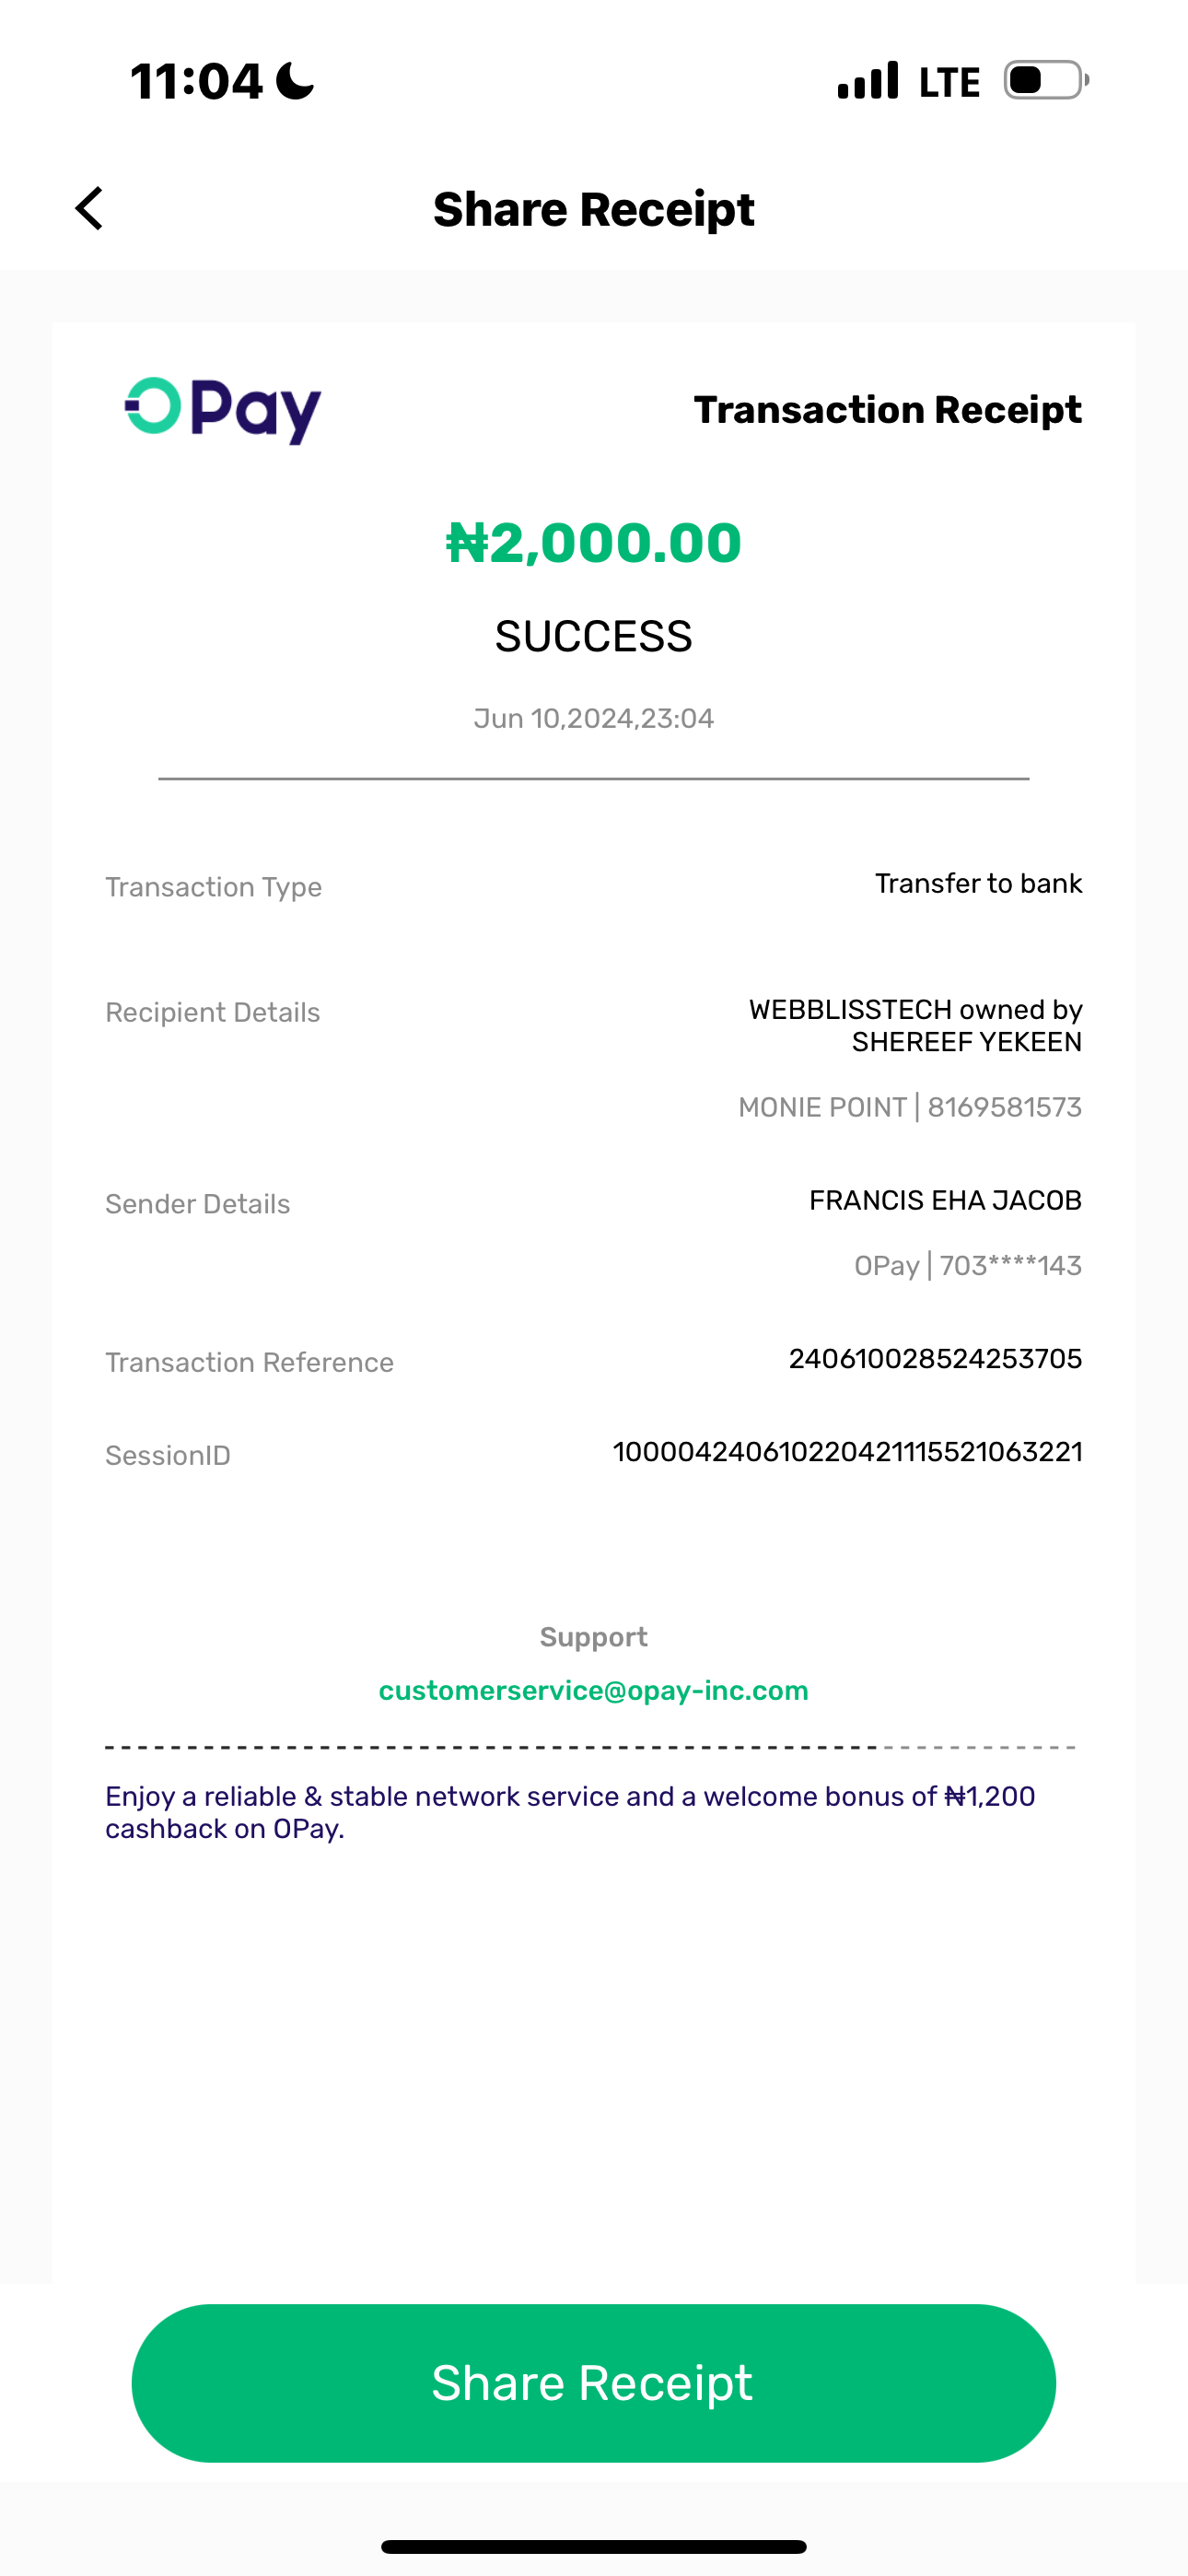 11:04 LTE
Share Receipt
OPay Transaction Receipt
₦2,000.00
SUCCESS
Jun 10,2024,23:04
Transaction Type Transfer to bank
Recipient Details WEBBLISSTECH owned by
SHEREEF YEKEEN
MONIE POINT | 8169581573
Sender Details FRANCIS EHA JACOB
OPay | 703****143
Transaction Reference 240610028524253705
SessionID 100004240610220421115521063221
Support
customerservice@opay-inc.com
Enjoy a reliable & stable network service and a welcome bonus of ₦1,200
cashback on OPay.
Share Receipt